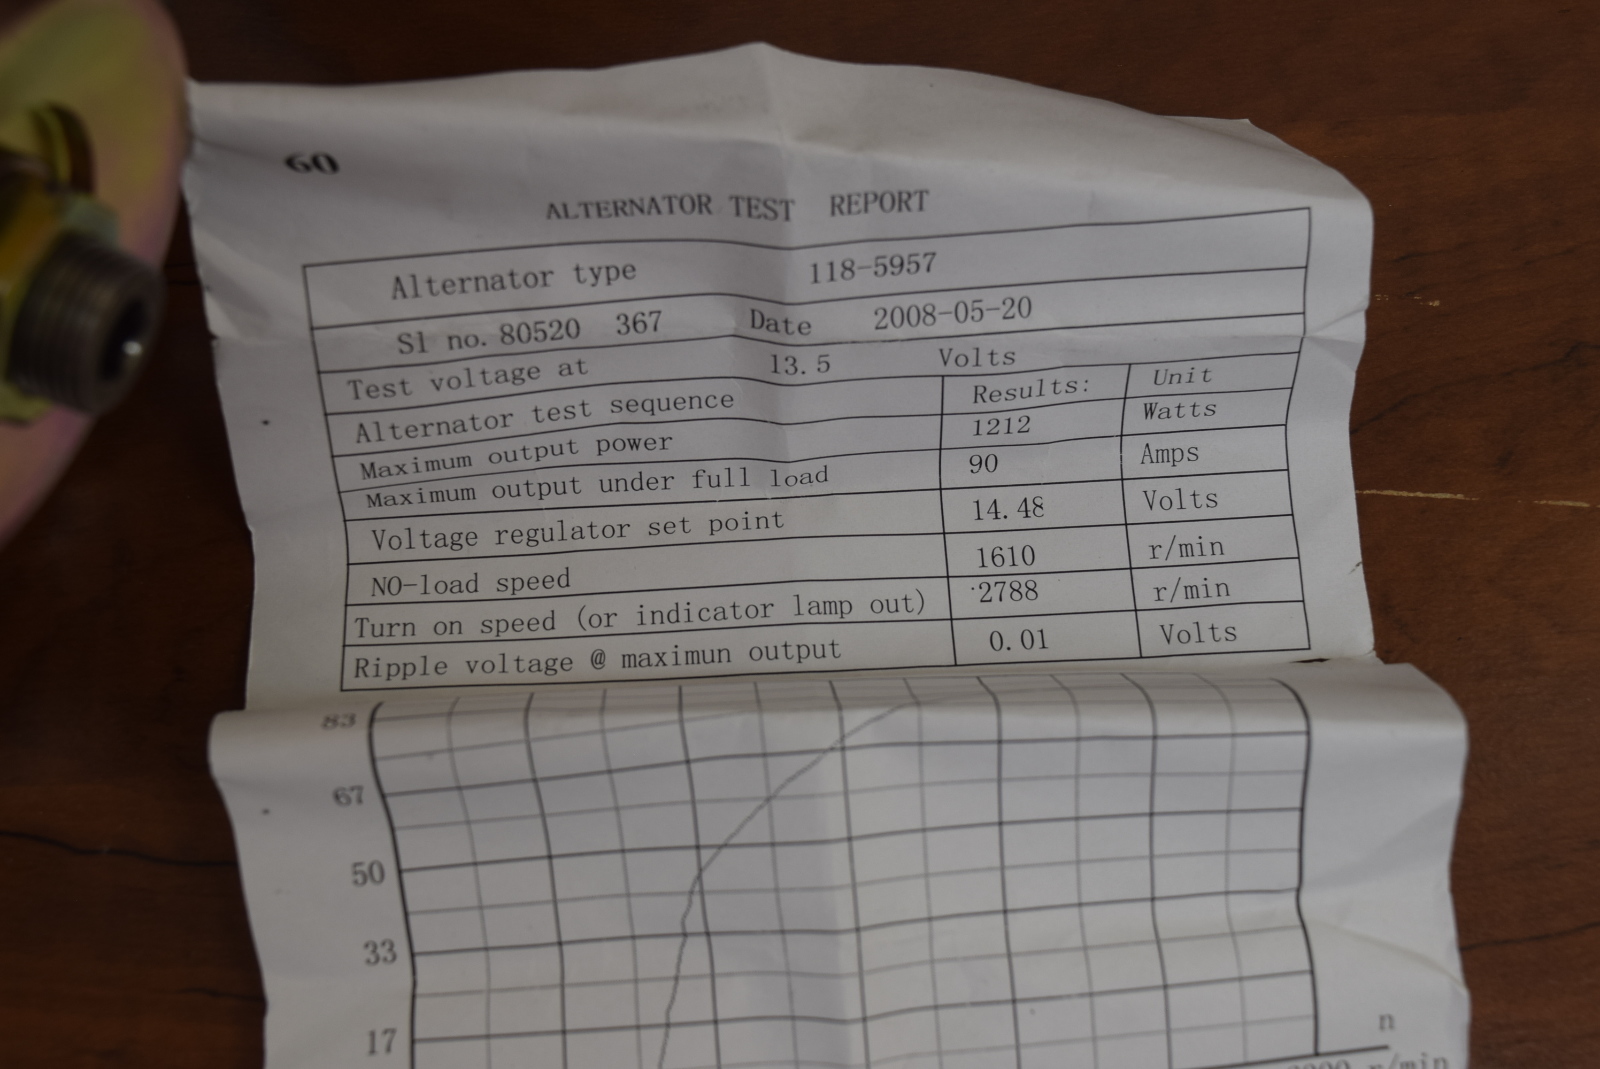 60
ALTERNATOR TEST REPORT
Alternator type 118-5957
Sl no. 80520 367 Date 2008-05-20
Test voltage at 13.5 Volts
Alternator test sequence Results: Unit
Maximum output power 1212 Watts
Maximum output under full load 90 Amps
Voltage regulator set point 14.48 Volts
NO-load speed 1610 r/min
Turn on speed (or indicator lamp out) 2788 r/min
Ripple voltage @ maximun output 0.01 Volts
83
67
50
33
17
n
r/min